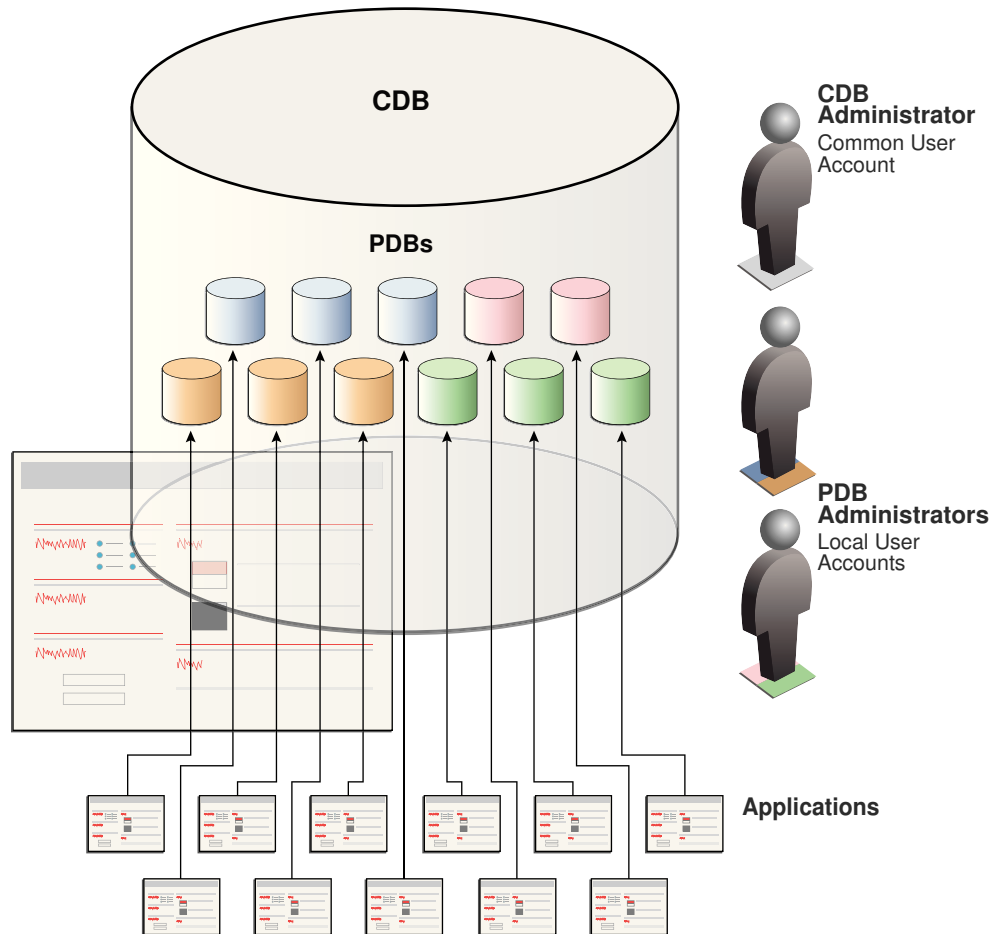 CDB
PDBs
CDB
Administrator
Common User
Account
PDB
Administrators
Local User
Accounts
Applications